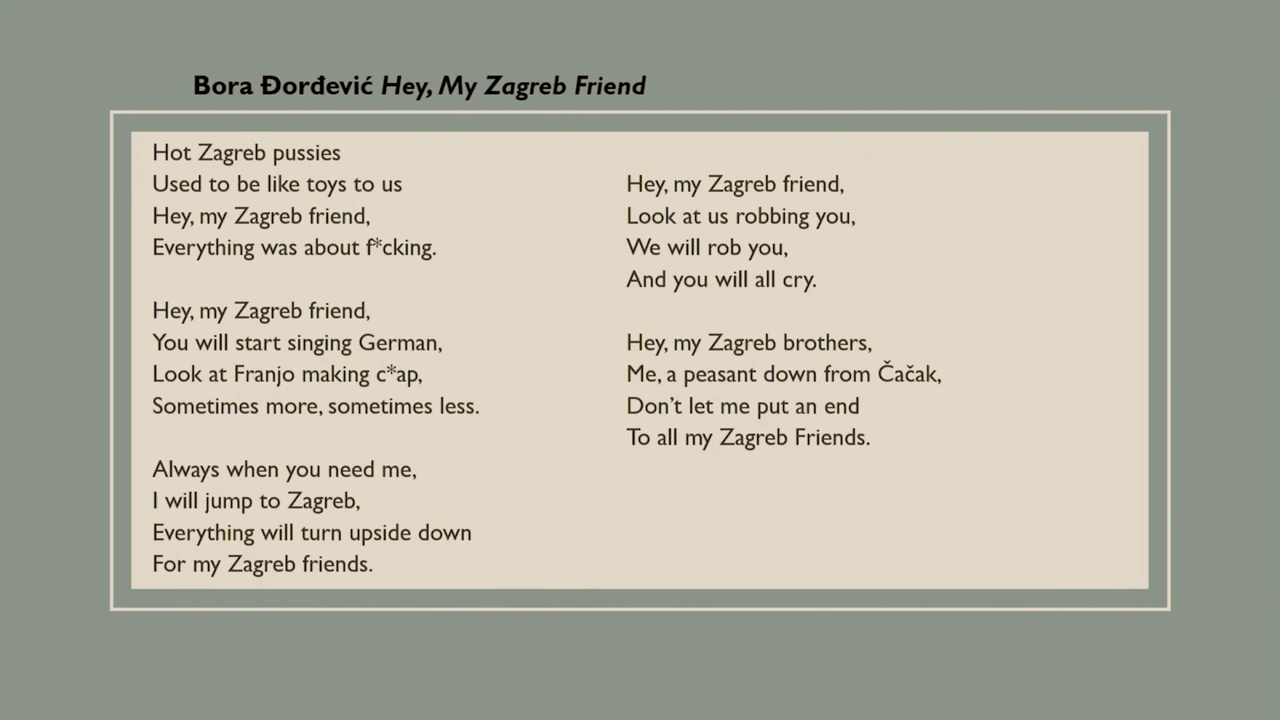 Bora Đorđević Hey, My Zagreb Friend
Hot Zagreb pussies
Used to be like toys to us
Hey, my Zagreb friend,
Everything was about f*cking.
Hey, my Zagreb friend,
You will start singing German,
Look at Franjo making c*ap,
Sometimes more, sometimes less.
Always when you need me,
I will jump to Zagreb,
Everything will turn upside down
For my Zagreb friends.
Hey, my Zagreb friend,
Look at us robbing you,
We will rob you,
And you will all cry.
Hey, my Zagreb brothers,
Me, a peasant down from Čačak,
Don't let me put an end
To all my Zagreb Friends.